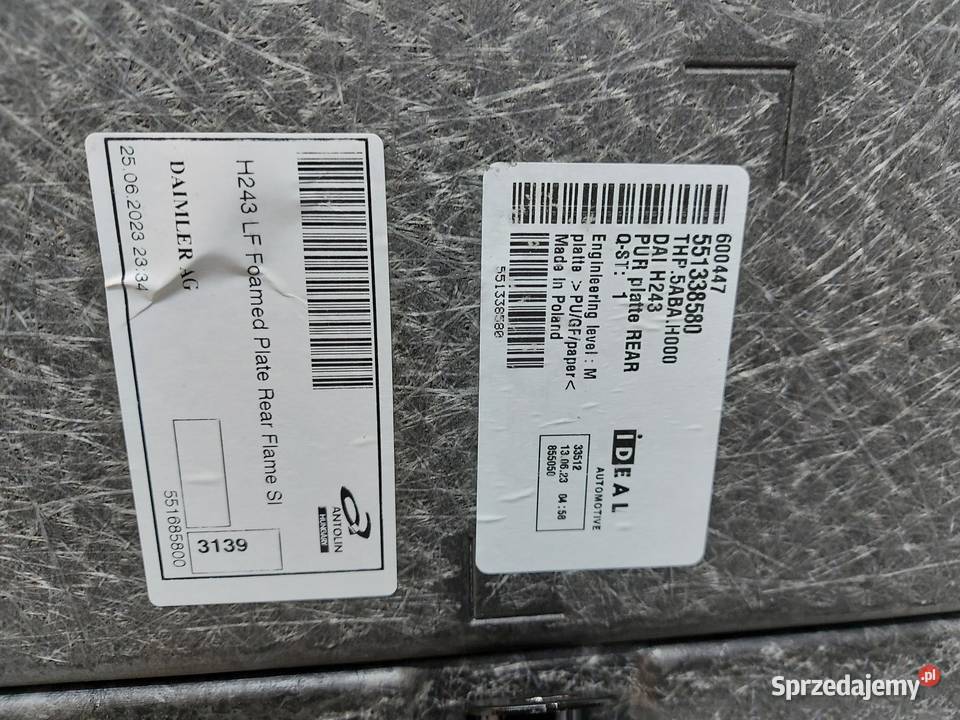 H243 LF Foamed Plate Rear Flame SI
DAIMLER AG
25.06.2023 23:34
ANTOLIN
HUNGARY
3139
551685800
600447
551338580
THP.5ABA.H000
DAI H243
PUR platte REAR
Q-ST: 1
Engineering level: M
platte >PU/GF/paper<
Made in Poland
551338580
iDEAL
AUTOMOTIVE
33512
13.06.23 04:58
855050
Sprzedajemy.pl